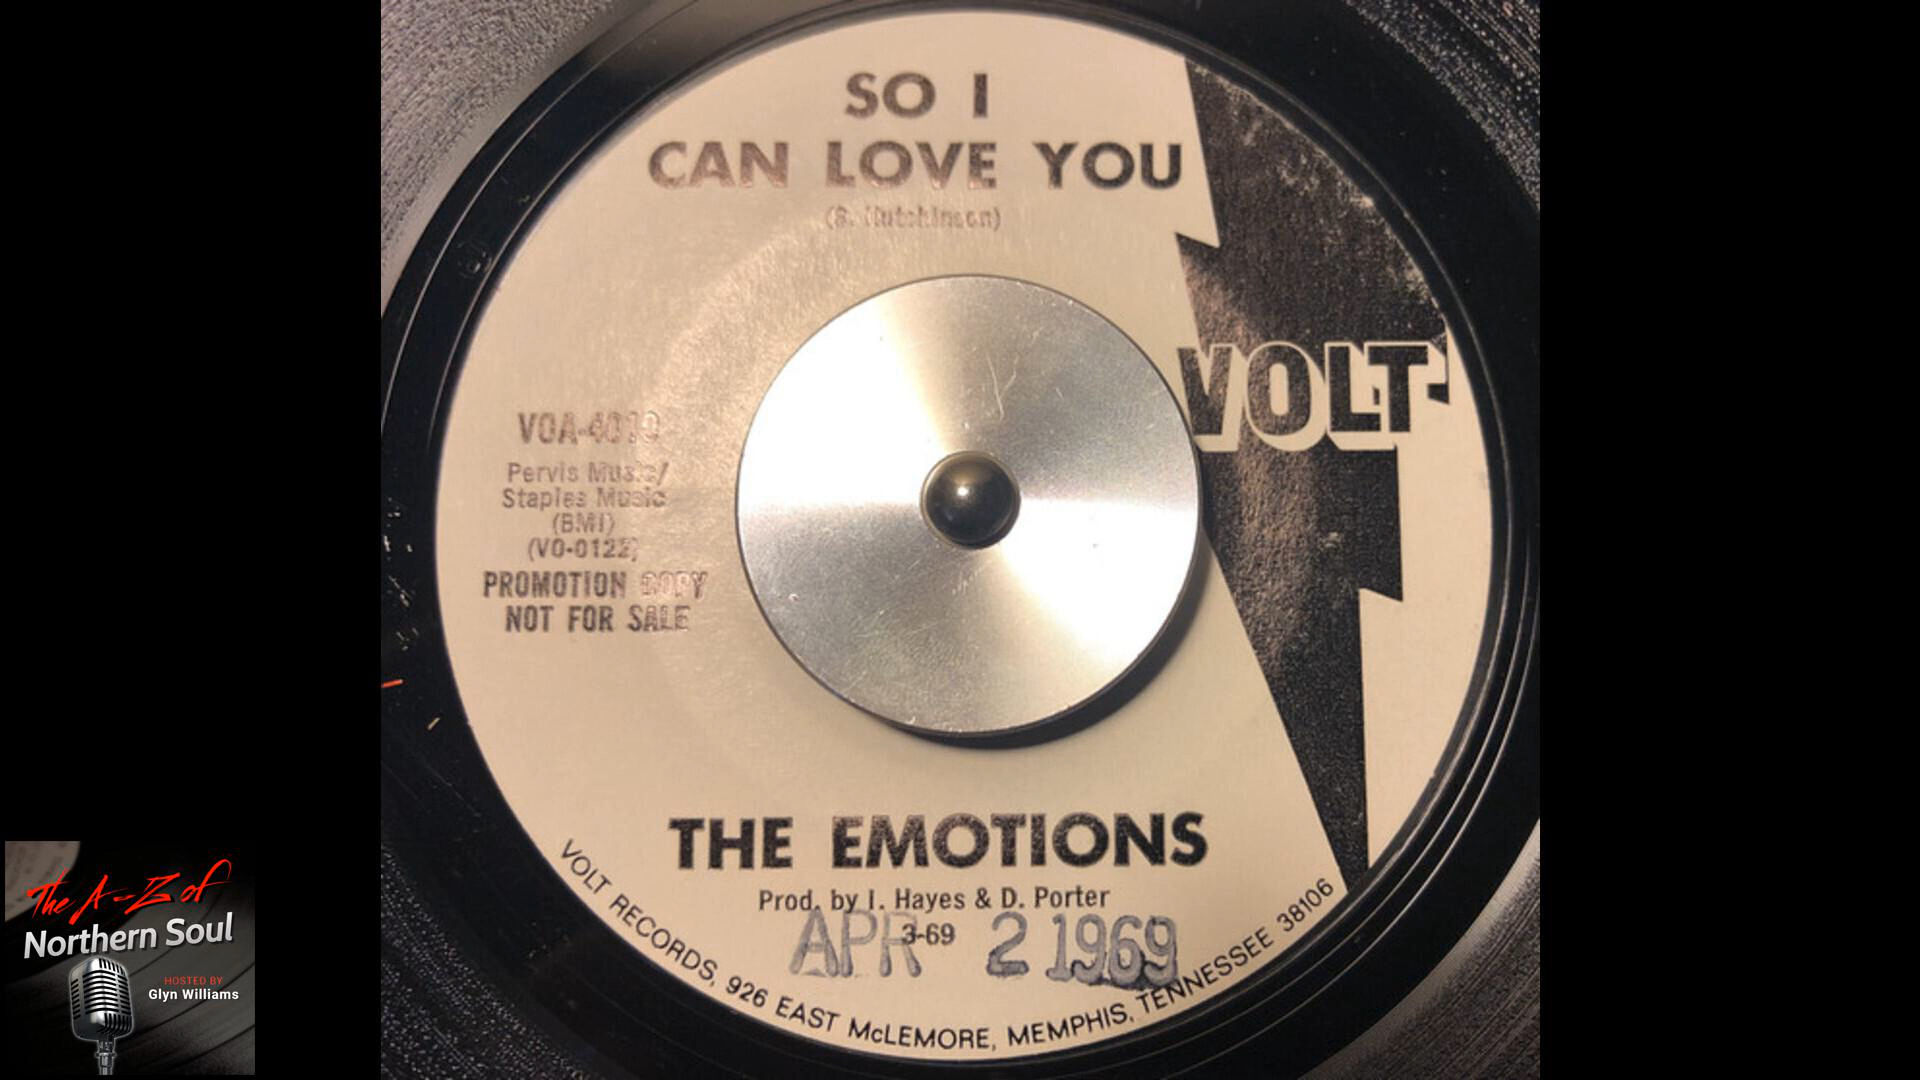 SO I
CAN LOVE YOU
(S. Hutchinson)
VOLT
VOA-4010
Pervis Music/
Staples Music
(BMI)
(VO-0122)
PROMOTION COPY
NOT FOR SALE
THE EMOTIONS
Prod. by I. Hayes & D. Porter
3-69
APR 2 1969
VOLT RECORDS, 926 EAST McLEMORE, MEMPHIS, TENNESSEE 38106
The A-Z of
Northern Soul
HOSTED BY
Glyn Williams